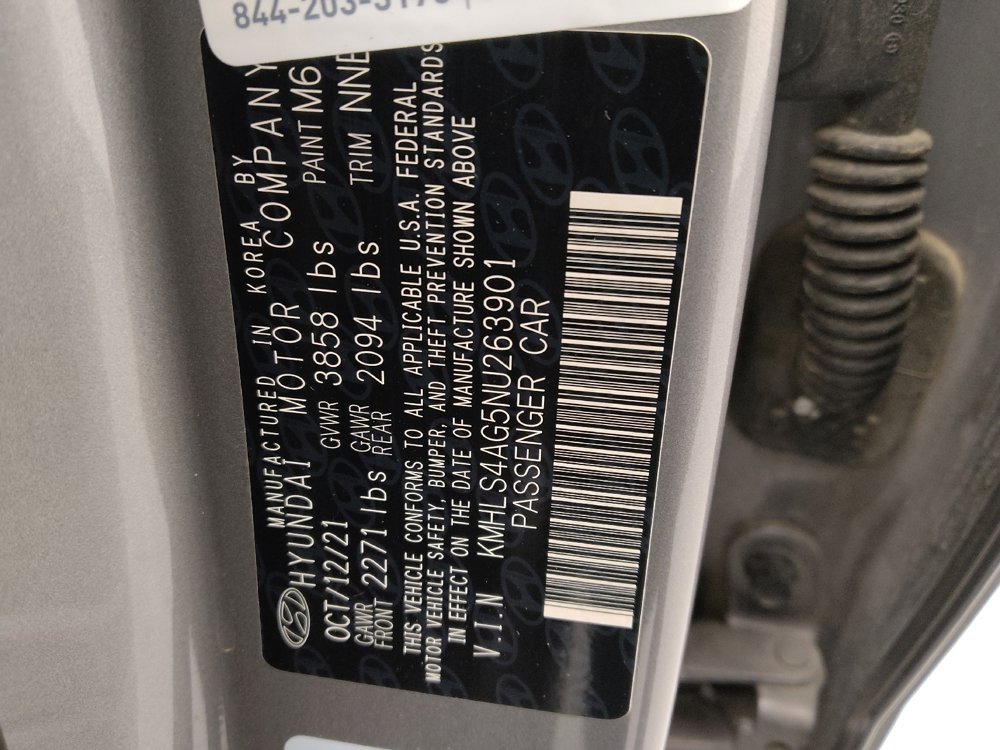 844-203-3178
MANUFACTURED IN KOREA BY
HYUNDAI MOTOR COMPANY
OCT/12/21 GVWR 3858 lbs PAINT M6
GAWR FRONT 2271 lbs GAWR REAR 2094 lbs TRIM NNB
THIS VEHICLE CONFORMS TO ALL APPLICABLE U.S.A. FEDERAL
MOTOR VEHICLE SAFETY, BUMPER, AND THEFT PREVENTION STANDARDS
IN EFFECT ON THE DATE OF MANUFACTURE SHOWN ABOVE
V.I.N KMHLS4AG5NU263901
PASSENGER CAR